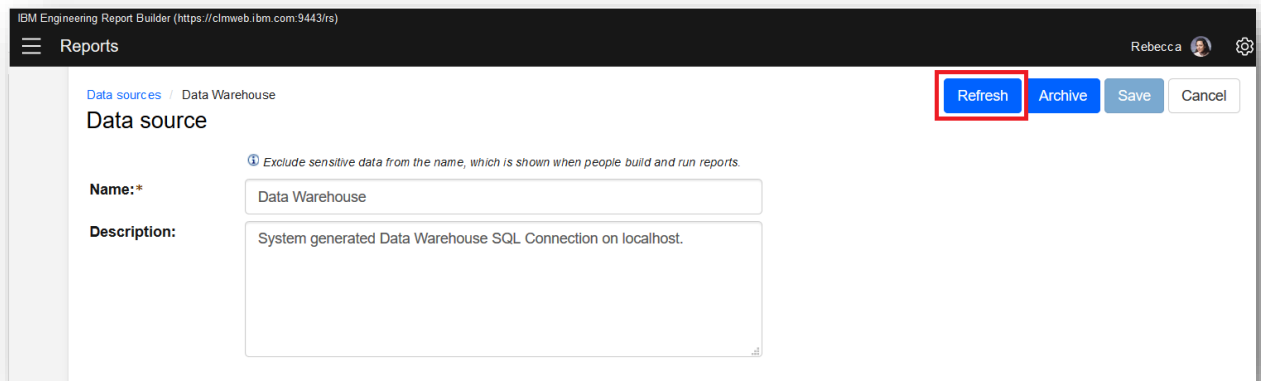 IBM Engineering Report Builder (https://clmweb.ibm.com:9443/rs)
Reports
Rebecca
Data sources / Data Warehouse
Refresh
Archive
Save
Cancel
Data source
Exclude sensitive data from the name, which is shown when people build and run reports.
Name:*
Data Warehouse
Description:
System generated Data Warehouse SQL Connection on localhost.